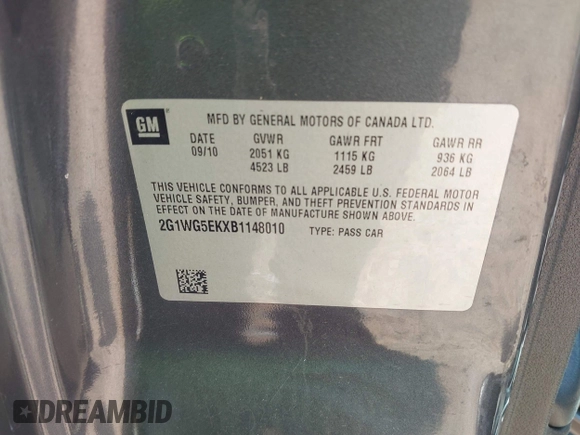 GM
MFD BY GENERAL MOTORS OF CANADA LTD.
DATE GVWR GAWR FRT GAWR RR
09/10 2051 KG 1115 KG 936 KG
4523 LB 2459 LB 2064 LB
THIS VEHICLE CONFORMS TO ALL APPLICABLE U.S. FEDERAL MOTOR
VEHICLE SAFETY, BUMPER, AND THEFT PREVENTION STANDARDS IN
EFFECT ON THE DATE OF MANUFACTURE SHOWN ABOVE.
2G1WG5EKXB1148010 TYPE: PASS CAR
DREAMBID